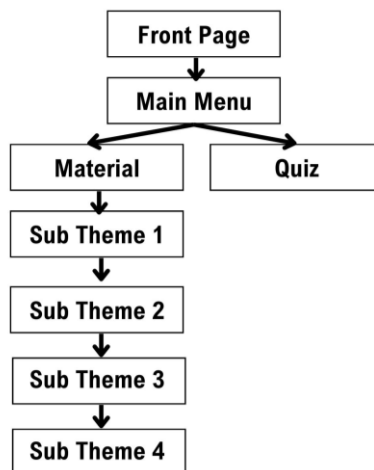 Front Page
Main Menu
Material
Quiz
Sub Theme 1
Sub Theme 2
Sub Theme 3
Sub Theme 4